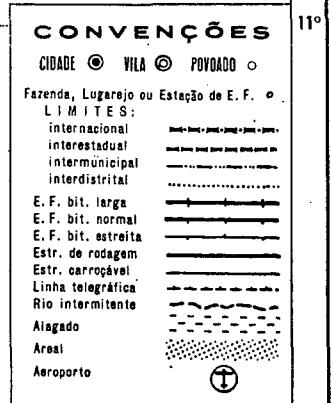 CONVENÇÕES
11º
CIDADE VILA POVOADO
Fazenda, Lugarejo ou Estação de E. F.
LIMITES:
internacional
interestadual
intermunicipal
interdistrital
E. F. bit. larga
E. F. bit. normal
E. F. bit. estreita
Estr. de rodagem
Estr. carroçável
Linha telegráfica
Rio intermitente
Alagado
Areal
Aeroporto